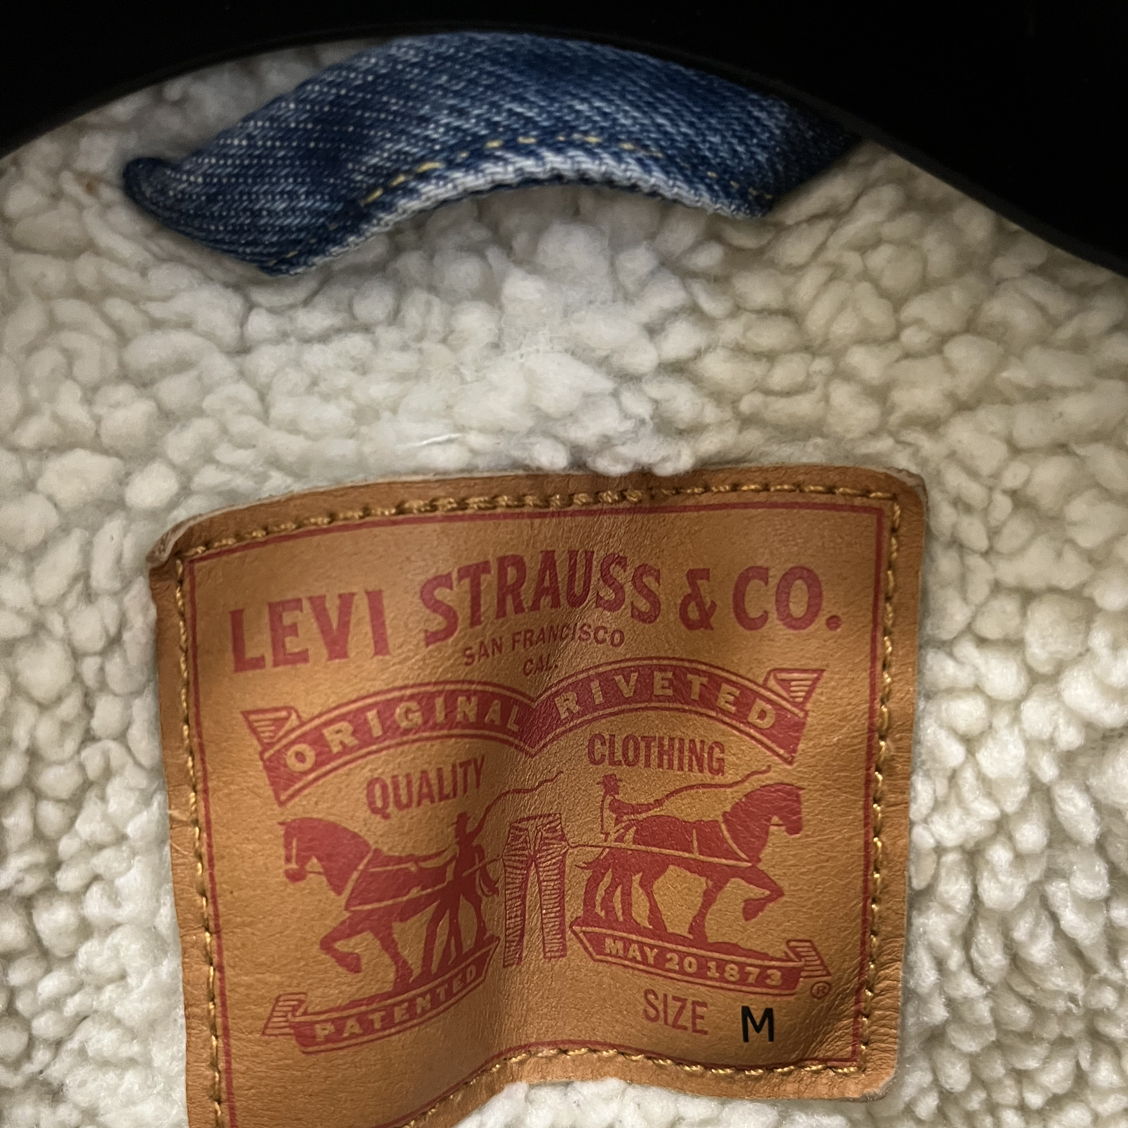 LEVI STRAUSS & CO.
SAN FRANCISCO
CAL.
ORIGINAL RIVETED
QUALITY CLOTHING
PATENTED MAY 20 1873
®
SIZE M